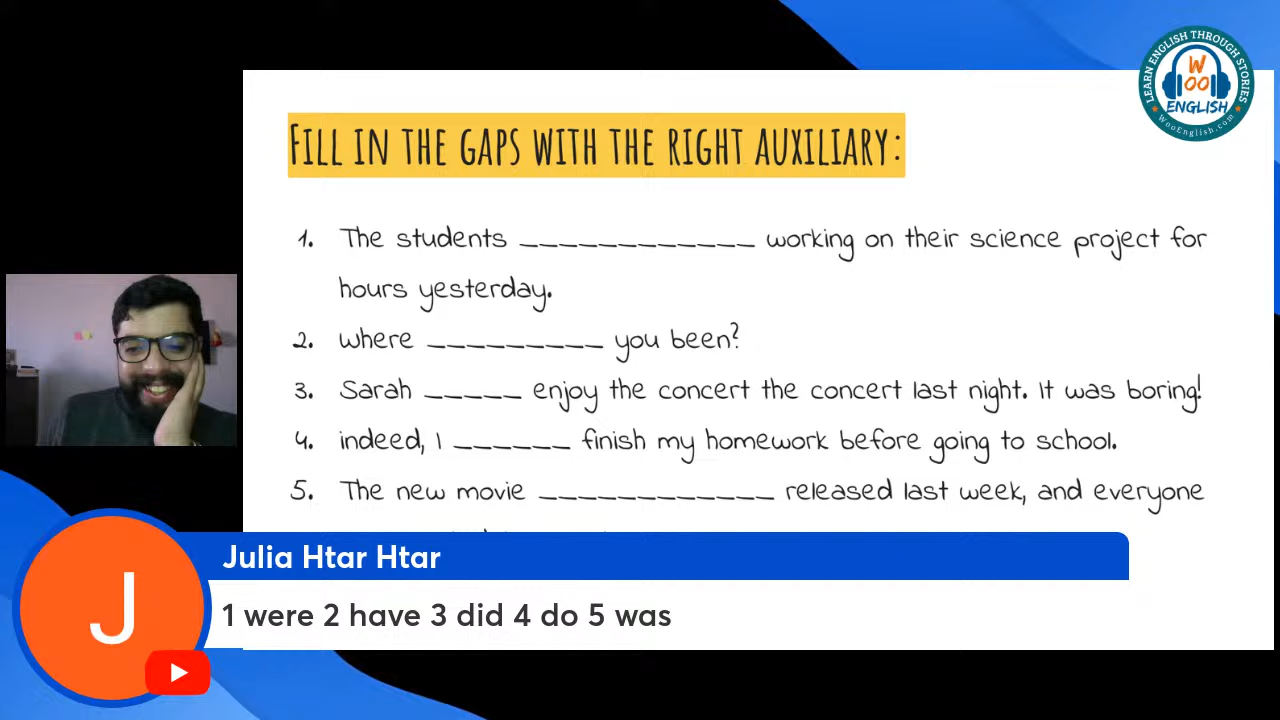 LEARN ENGLISH THROUGH STORIES
WOO
ENGLISH
WooEnglish.com
FILL IN THE GAPS WITH THE RIGHT AUXILIARY:
1. The students ____________ working on their science project for
hours yesterday.
2. Where _________ you been?
3. Sarah _____ enjoy the concert the concert last night. It was boring!
4. indeed, I ______ finish my homework before going to school.
5. The new movie ____________ released last week, and everyone
Julia Htar Htar
J
1 were 2 have 3 did 4 do 5 was